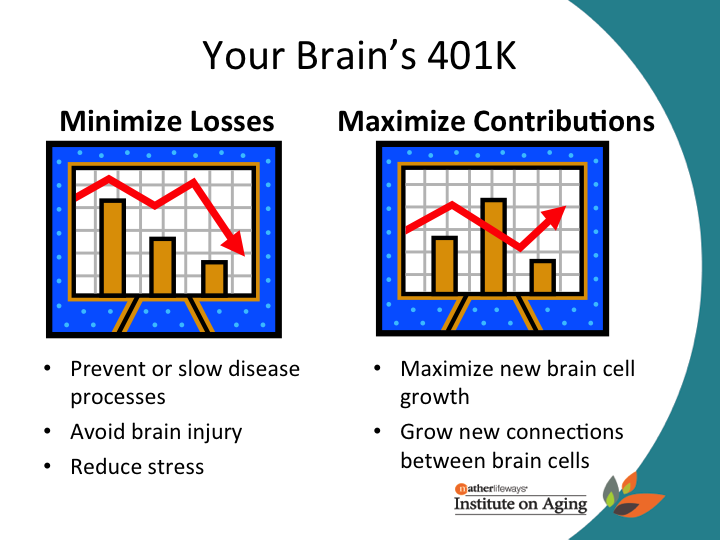 Your Brain’s 401K
Minimize Losses
• Prevent or slow disease
processes
• Avoid brain injury
• Reduce stress
Maximize Contributions
• Maximize new brain cell
growth
• Grow new connections
between brain cells
matherlifeways
Institute on Aging